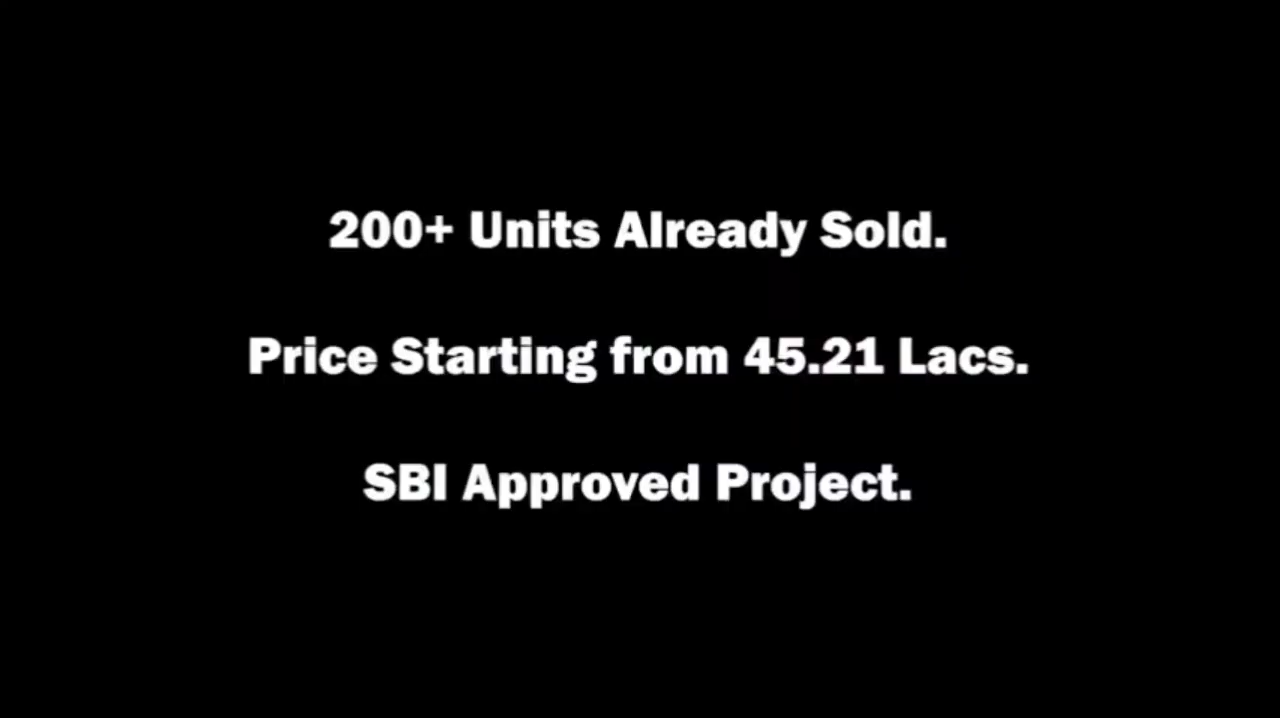 200+ Units Already Sold.
Price Starting from 45.21 Lacs.
SBI Approved Project.